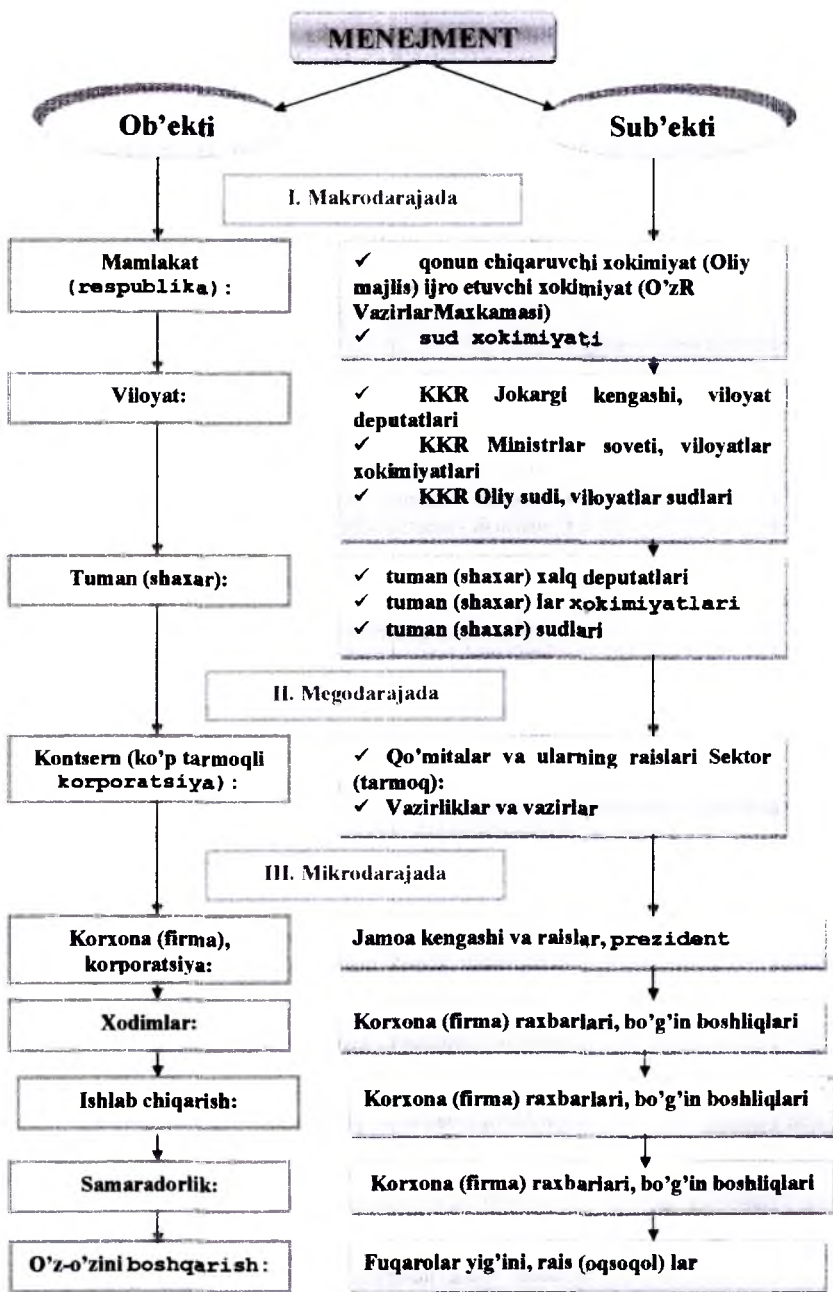 MENEJMENT
Ob’ekti
Sub’ekti
I. Makrodarajada
Mamlakat
(respublika):
✓ qonun chiqaruvchi xokimiyat (Oliy
majlis) ijro etuvchi xokimiyat (O’zR
VazirlarMaxkamasi)
✓ sud xokimiyati
Viloyat:
✓ KKR Jokargi kengashi, viloyat
deputatlari
✓ KKR Ministrlar soveti, viloyatlar
xokimiyatlari
✓ KKR Oliy sudi, viloyatlar sudlari
Tuman (shaxar):
✓ tuman (shaxar) xalq deputatlari
✓ tuman (shaxar) lar xokimiyatlari
✓ tuman (shaxar) sudlari
II. Megodarajada
Kontsern (ko’p tarmoqli
korporatsiya):
✓ Qo’mitalar va ularning raislari Sektor
(tarmoq):
✓ Vazirliklar va vazirlar
III. Mikrodarajada
Korxona (firma),
korporatsiya:
Jamoa kengashi va raislar, prezident
Xodimlar:
Korxona (firma) raxbarlari, bo’g’in boshliqlari
Ishlab chiqarish:
Korxona (firma) raxbarlari, bo’g’in boshliqlari
Samaradorlik:
Korxona (firma) raxbarlari, bo’g’in boshliqlari
O’z-o’zini boshqarish:
Fuqarolar yig’ini, rais (oqsoqol) lar